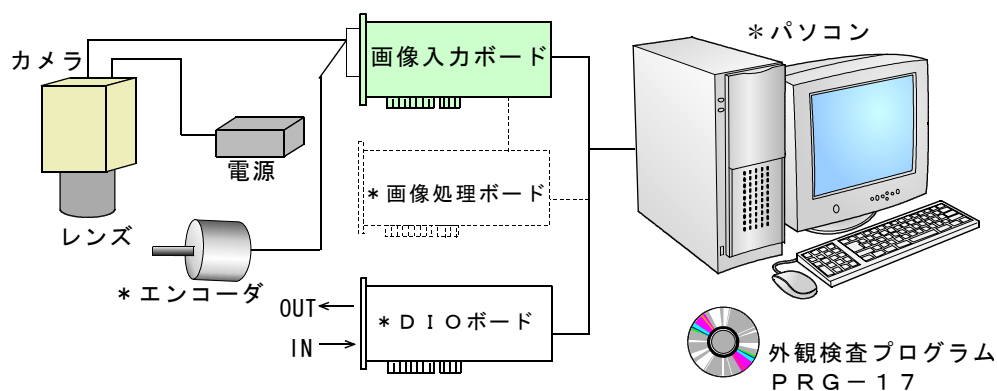 カメラ
画像入力ボード
＊パソコン
電源
＊画像処理ボード
レンズ
＊エンコーダ
OUT
＊ＤＩＯボード
IN
外観検査プログラム
ＰＲＧ－１７